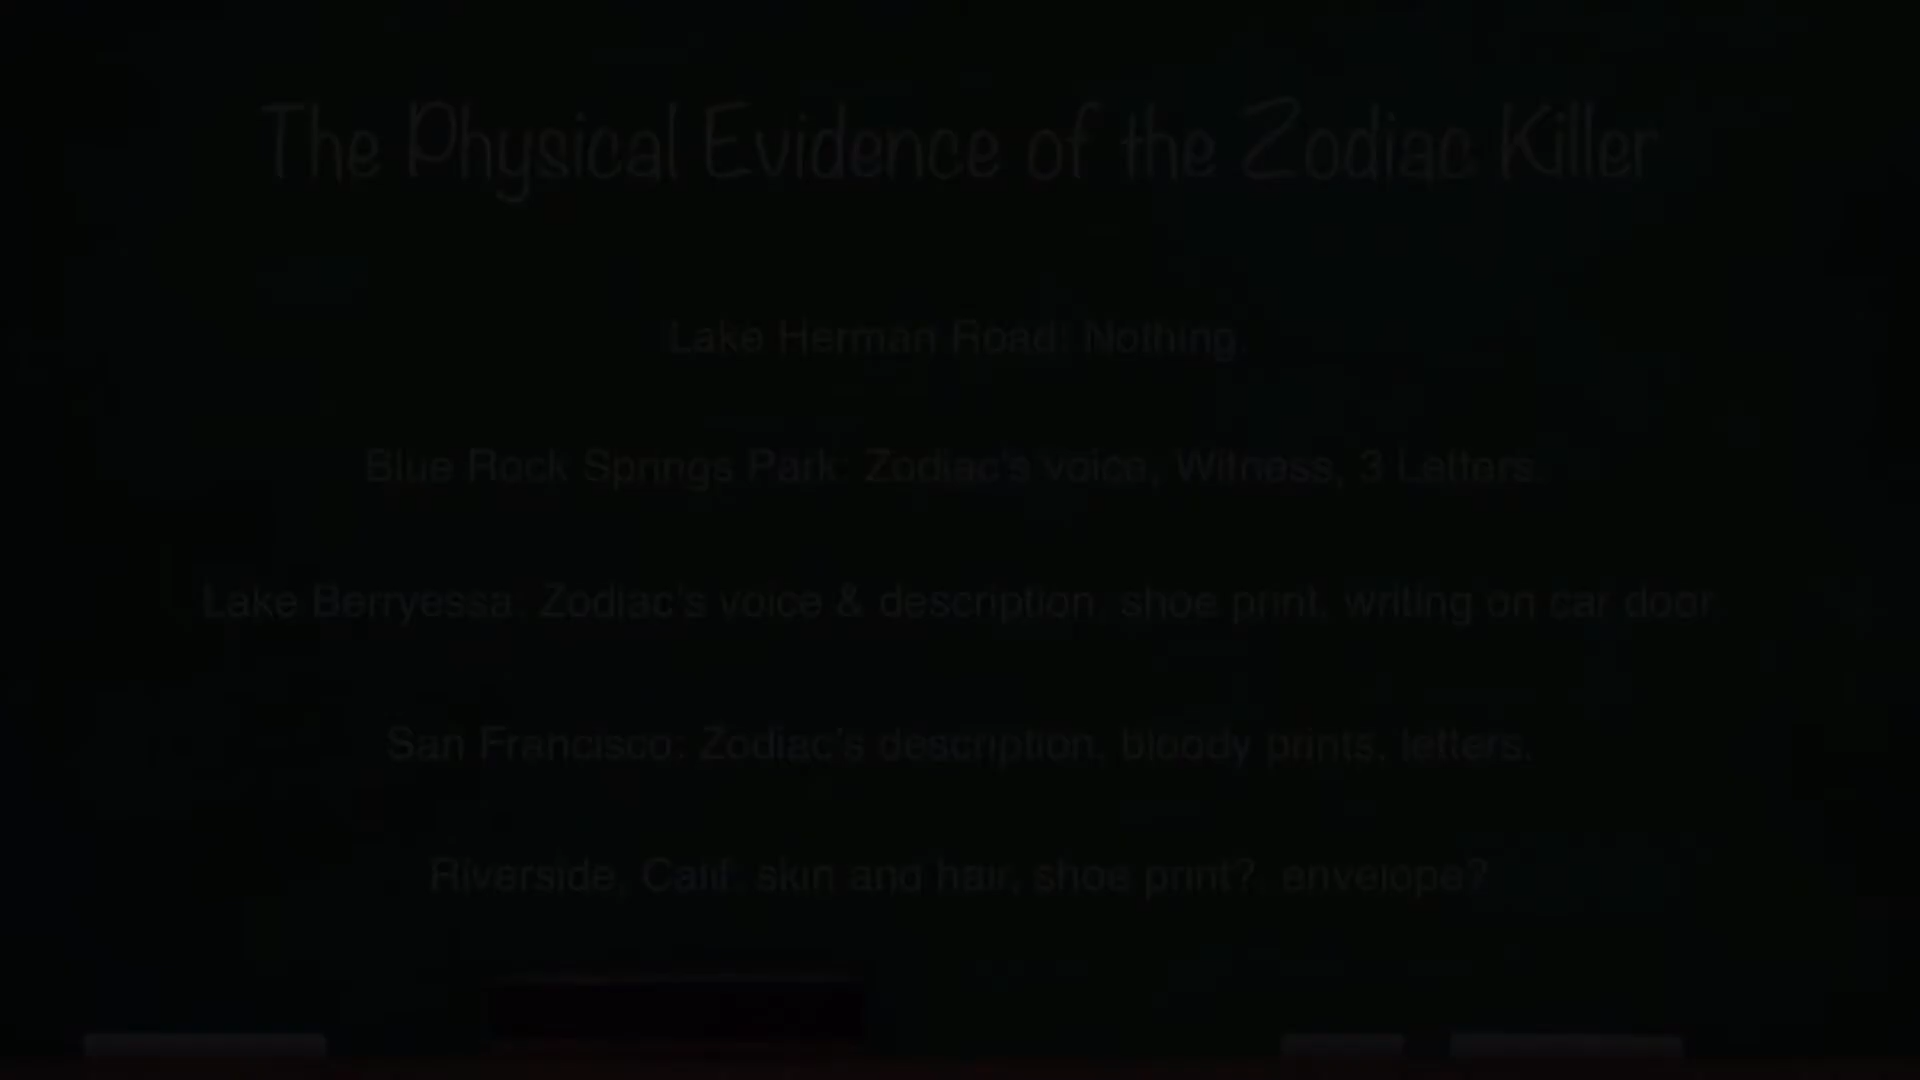 The Physical Evidence of the Zodiac Killer
Lake Herman Road: Nothing.
Blue Rock Springs Park: Zodiac's voice, Witness, 3 Letters.
Lake Berryessa: Zodiac's voice & description, shoe print, writing on car door.
San Francisco: Zodiac's description, bloody prints, letters.
Riverside, Calif: skin and hair, shoe print?, envelope?